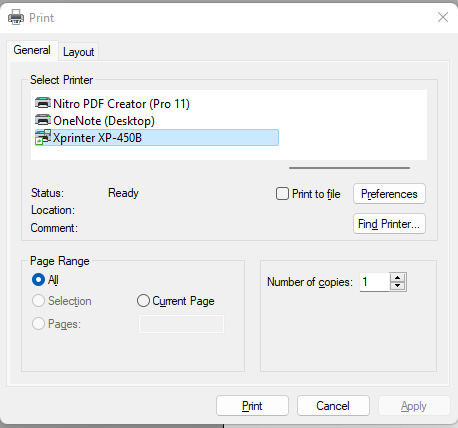 Print
General
Layout
Select Printer
Nitro PDF Creator (Pro 11)
OneNote (Desktop)
Xprinter XP-450B
Status: Ready
Print to file
Preferences
Location:
Comment:
Find Printer...
Page Range
All
Selection
Current Page
Pages:
Number of copies: 1
Print
Cancel
Apply